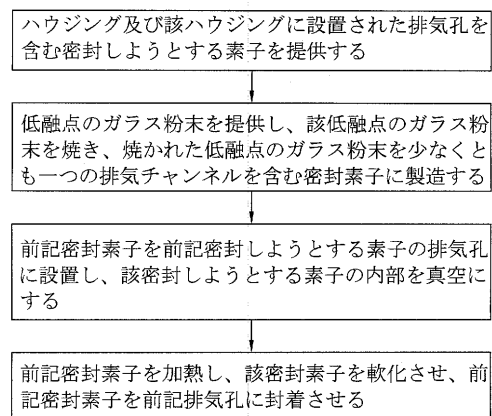 ハウジング及び該ハウジングに設置された排気孔を
含む密封しようとする素子を提供する
低融点のガラス粉末を提供し、該低融点のガラス粉
末を焼き、焼かれた低融点のガラス粉末を少なくと
も一つの排気チャンネルを含む密封素子に製造する
前記密封素子を前記密封しようとする素子の排気孔
に設置し、該密封しようとする素子の内部を真空に
する
前記密封素子を加熱し、該密封素子を軟化させ、前
記密封素子を前記排気孔に封着させる